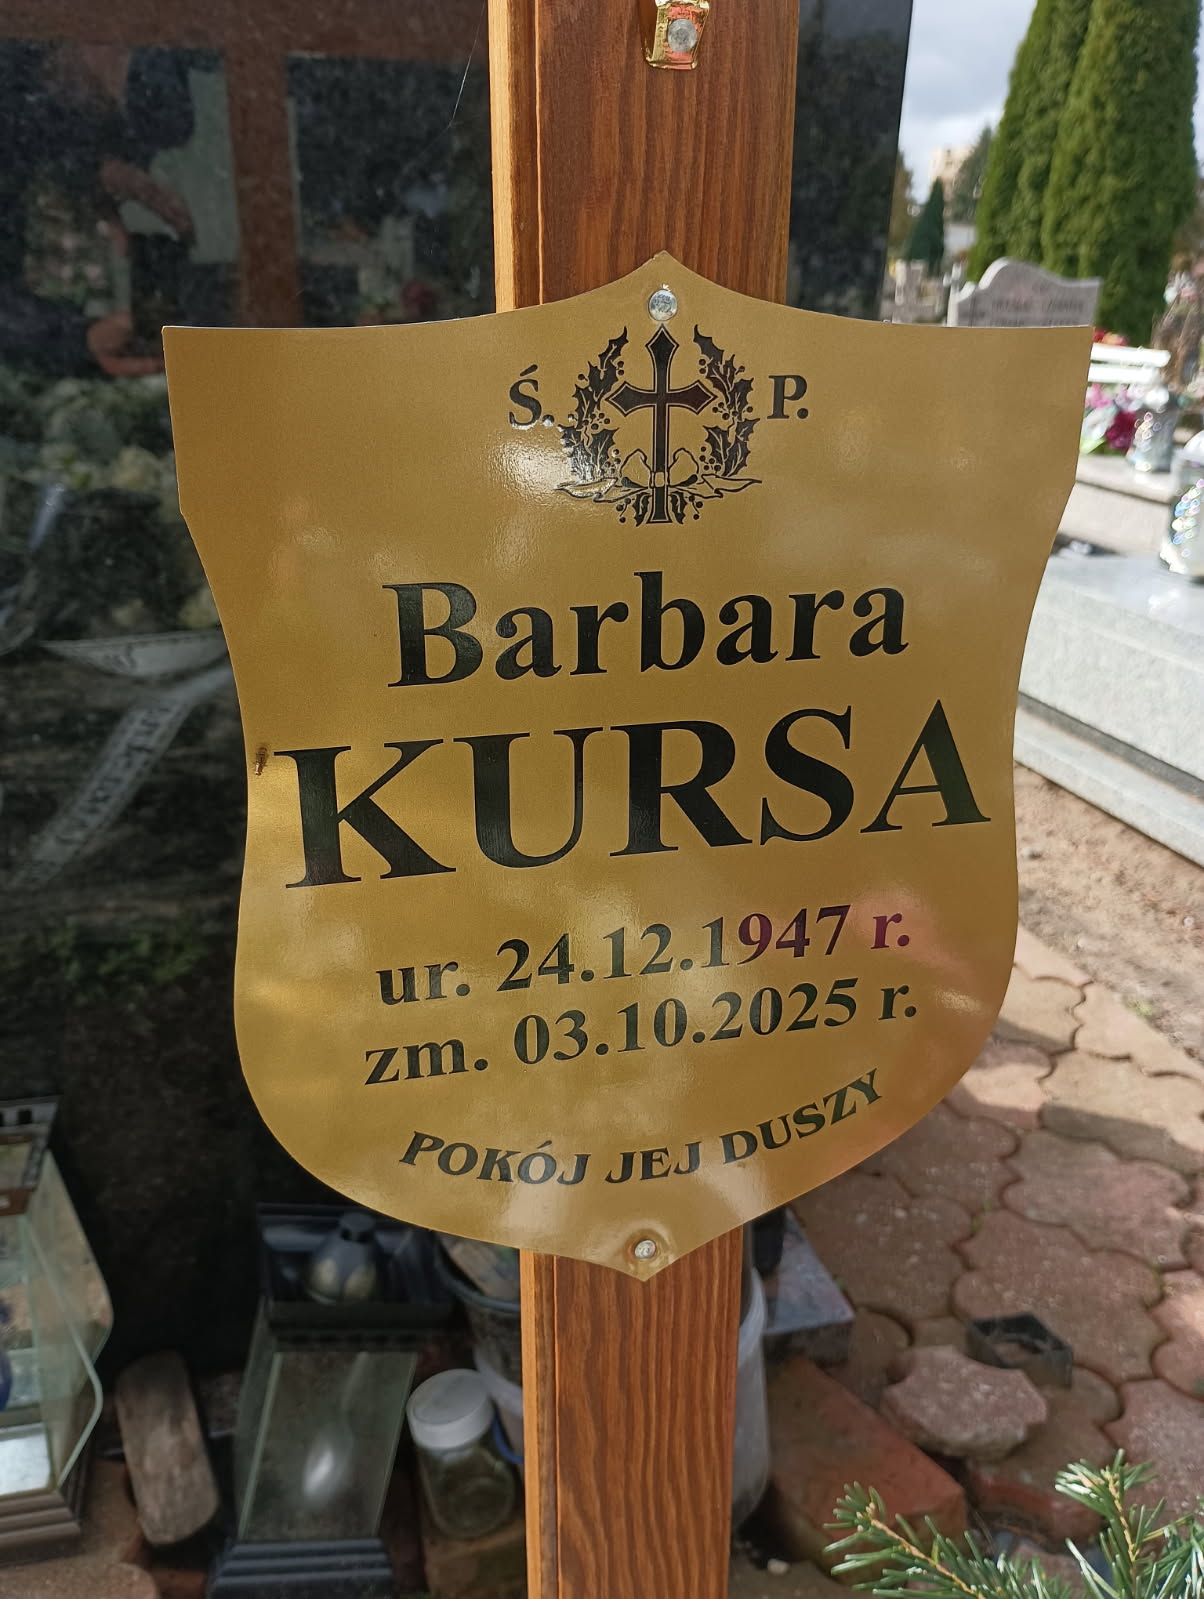 Ś. P.
Barbara
KURSA
ur. 24.12.1947 r.
zm. 03.10.2025 r.
POKÓJ JEJ DUSZY